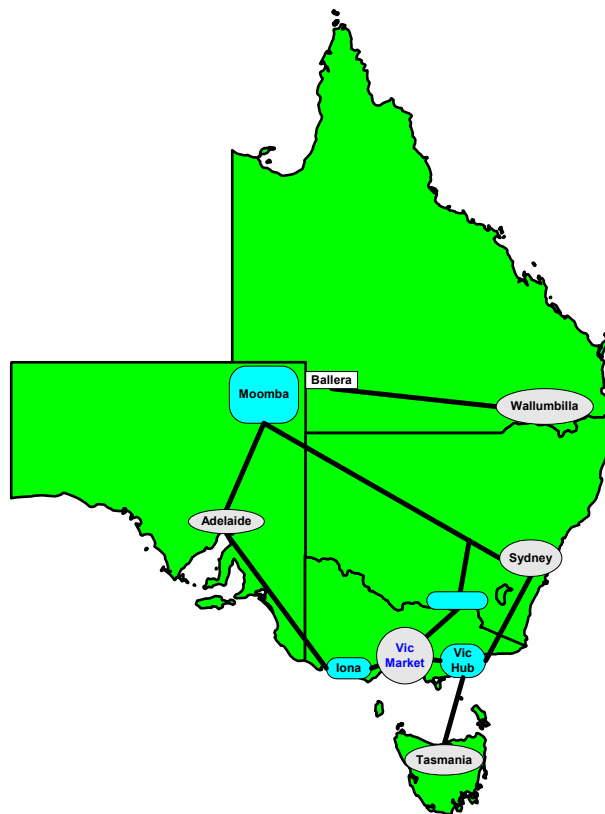 Ballera
Moomba
Wallumbilla
Adelaide
Sydney
Vic
Market
Vic
Hub
Iona
Tasmania